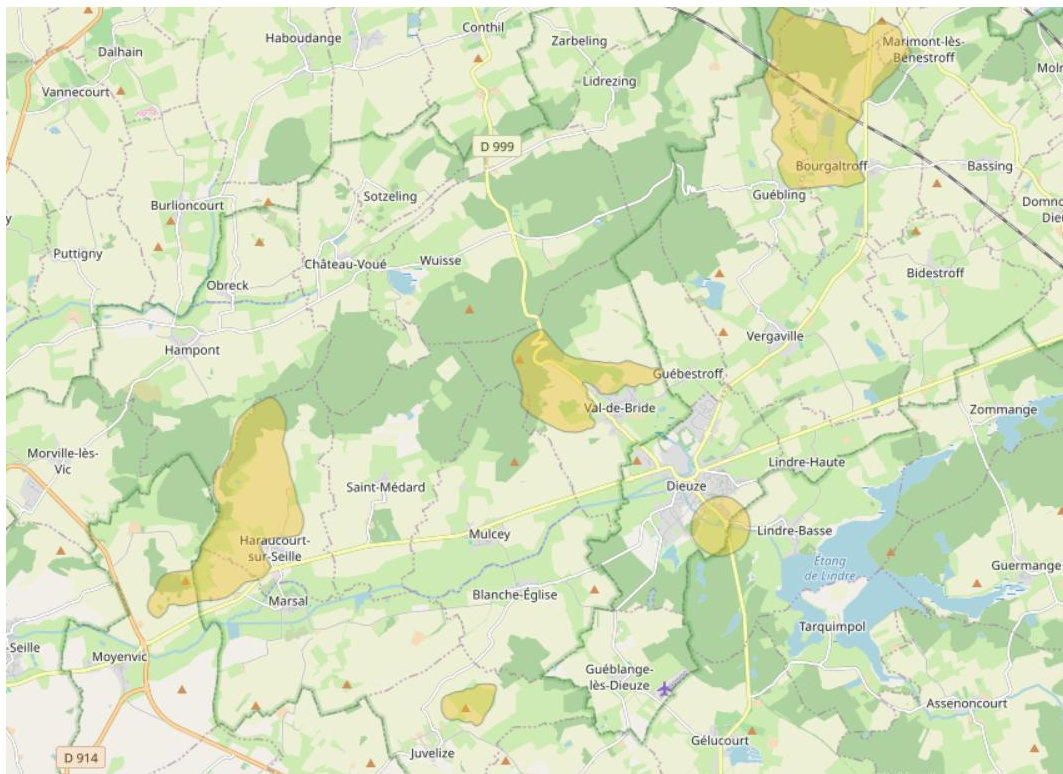 Conthil
Haboudange
Zarbeling
Marimont-lès-
Bénestroff
Dalhain
Lidrezing
Vannecourt
D 999
Bourgaltroff
Bassing
Sotzeling
Guébling
Burlioncourt
Puttigny
Château-Voué
Wuisse
Bidestroff
Obreck
Hampont
Vergaville
Guébestroff
Val-de-Bride
Zommange
Morville-lès-
Vic
Saint-Médard
Dieuze
Lindre-Haute
Haraucourt-
sur-Seille
Mulcey
Lindre-Basse
Étang
de Lindre
Guermange
Marsal
Blanche-Église
Tarquimpol
-Seille
Moyenvic
Guéblange-
lès-Dieuze
Assenoncourt
Juvelize
Gélucourt
D 914